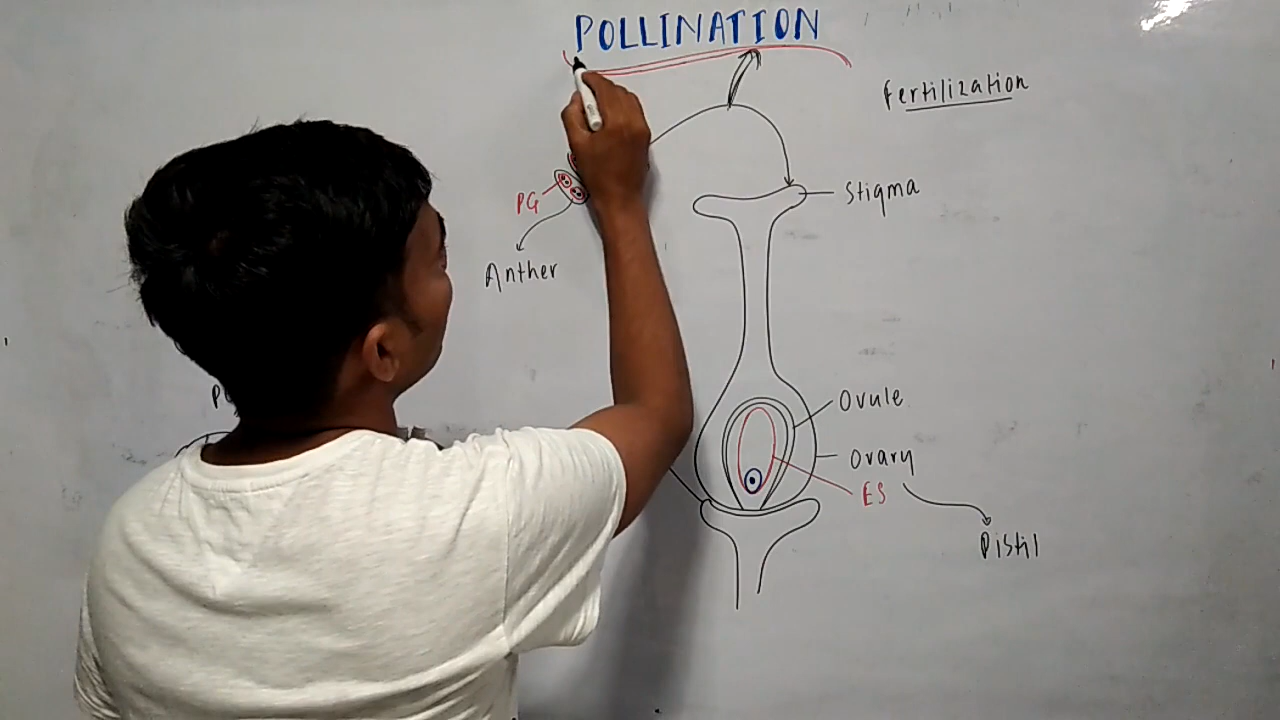 POLLINATION
Fertilization
Stigma
PG
Anther
Ovule
Ovary
ES
Pistil